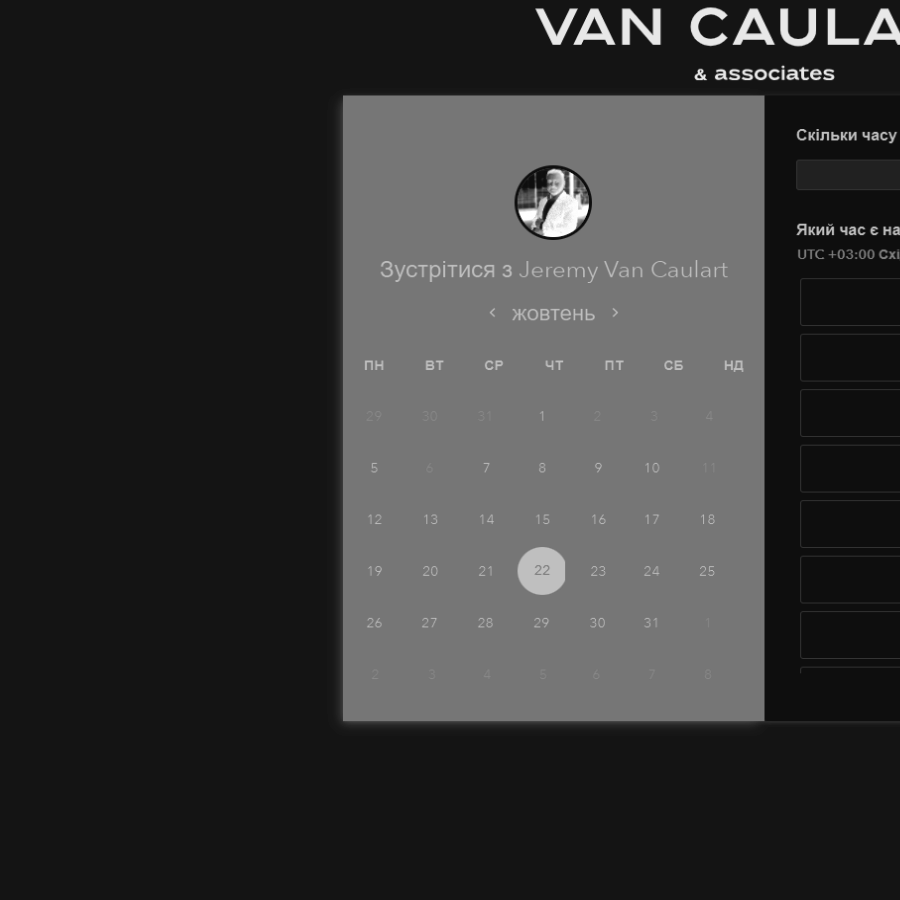 VAN CAULA
& associates
Скільки часу
Зустрітися з Jeremy Van Caulart
Який час є на
UTC +03:00 Схі
жовтень
ПН ВТ СР ЧТ ПТ СБ НД
29 30 31 1 2 3 4
5 6 7 8 9 10 11
12 13 14 15 16 17 18
19 20 21 22 23 24 25
26 27 28 29 30 31 1
2 3 4 5 6 7 8